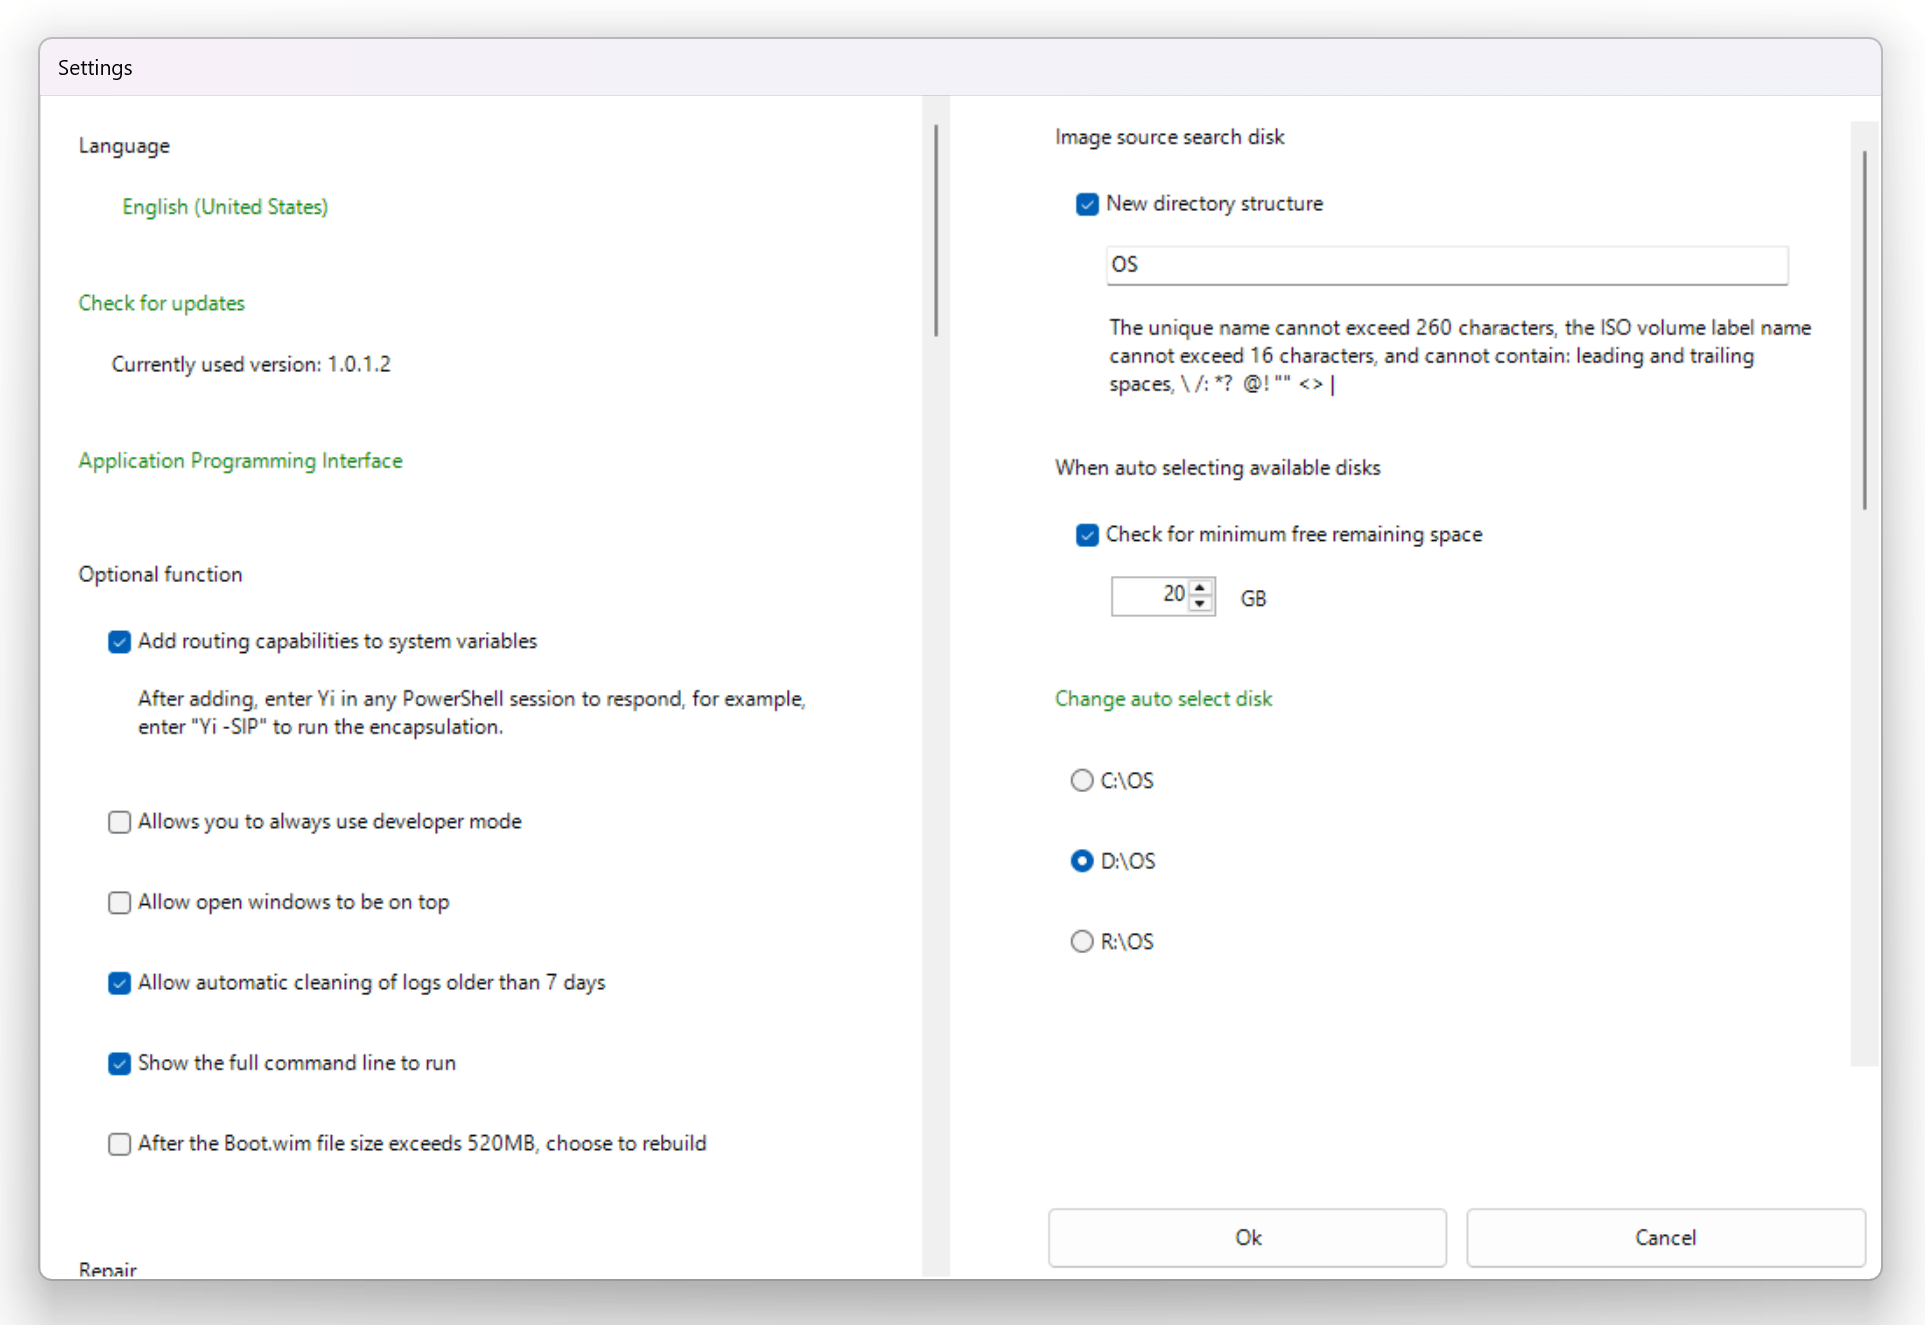 Settings
Language
English (United States)
Check for updates
Currently used version: 1.0.1.2
Application Programming Interface
Optional function
Add routing capabilities to system variables
After adding, enter Yi in any PowerShell session to respond, for example,
enter "Yi -SIP" to run the encapsulation.
Allows you to always use developer mode
Allow open windows to be on top
Allow automatic cleaning of logs older than 7 days
Show the full command line to run
After the Boot.wim file size exceeds 520MB, choose to rebuild
Repair
Image source search disk
New directory structure
OS
The unique name cannot exceed 260 characters, the ISO volume label name
cannot exceed 16 characters, and cannot contain: leading and trailing
spaces, \ /: *?  @! "" <> |
When auto selecting available disks
Check for minimum free remaining space
20 GB
Change auto select disk
C:\OS
D:\OS
R:\OS
Ok
Cancel